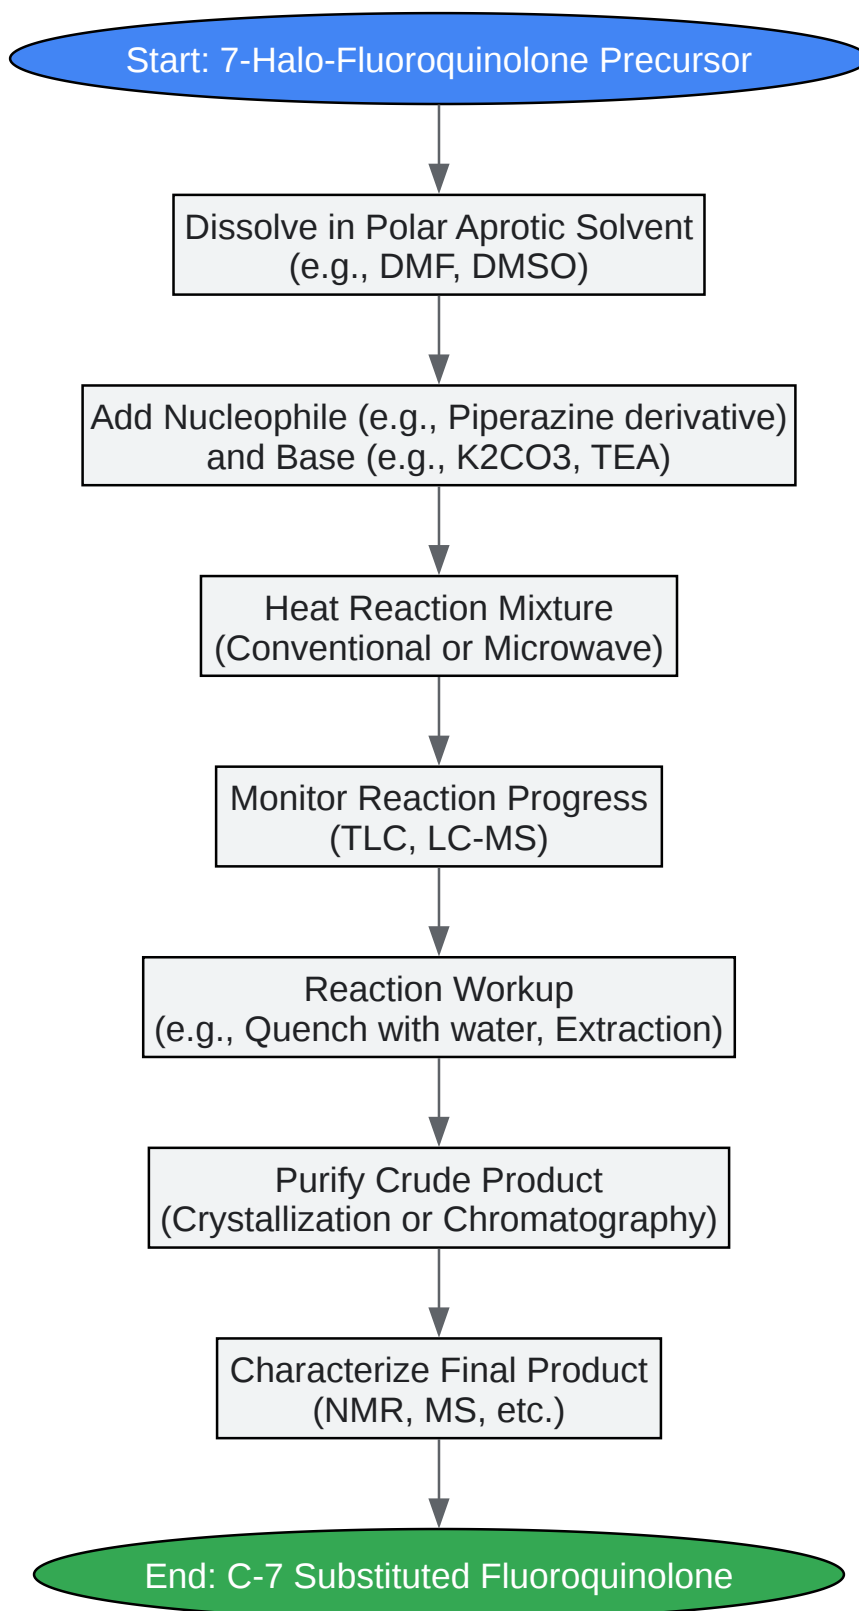 Start: 7-Halo-Fluoroquinolone Precursor
Dissolve in Polar Aprotic Solvent
(e.g., DMF, DMSO)
Add Nucleophile (e.g., Piperazine derivative)
and Base (e.g., K2CO3, TEA)
Heat Reaction Mixture
(Conventional or Microwave)
Monitor Reaction Progress
(TLC, LC-MS)
Reaction Workup
(e.g., Quench with water, Extraction)
Purify Crude Product
(Crystallization or Chromatography)
Characterize Final Product
(NMR, MS, etc.)
End: C-7 Substituted Fluoroquinolone